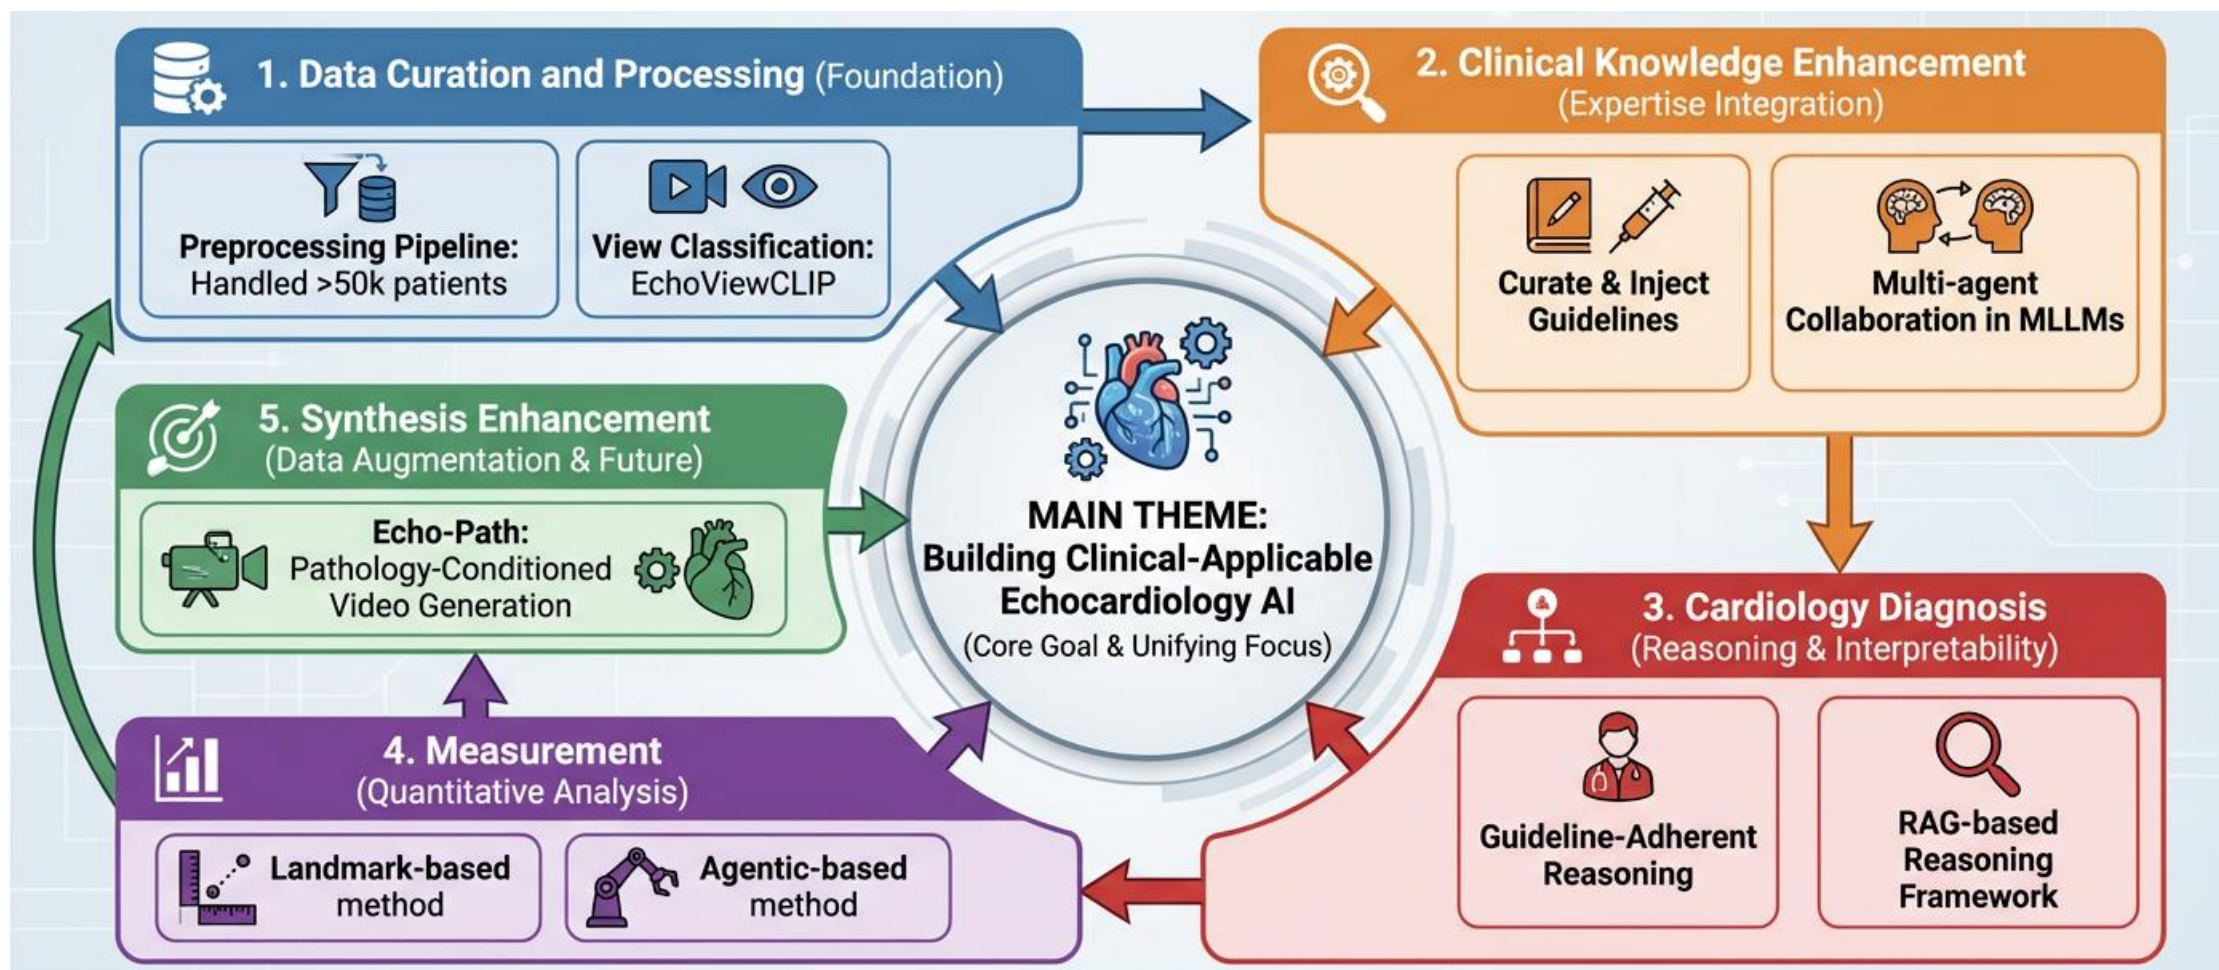 1. Data Curation and Processing (Foundation)
Preprocessing Pipeline:
Handled >50k patients
View Classification:
EchoViewCLIP
2. Clinical Knowledge Enhancement
(Expertise Integration)
Curate & Inject
Guidelines
Multi-agent
Collaboration in MLLMs
3. Cardiology Diagnosis
(Reasoning & Interpretability)
Guideline-Adherent
Reasoning
RAG-based
Reasoning
Framework
4. Measurement
(Quantitative Analysis)
Landmark-based
method
Agentic-based
method
5. Synthesis Enhancement
(Data Augmentation & Future)
Echo-Path:
Pathology-Conditioned
Video Generation
MAIN THEME:
Building Clinical-Applicable
Echocardiology AI
(Core Goal & Unifying Focus)